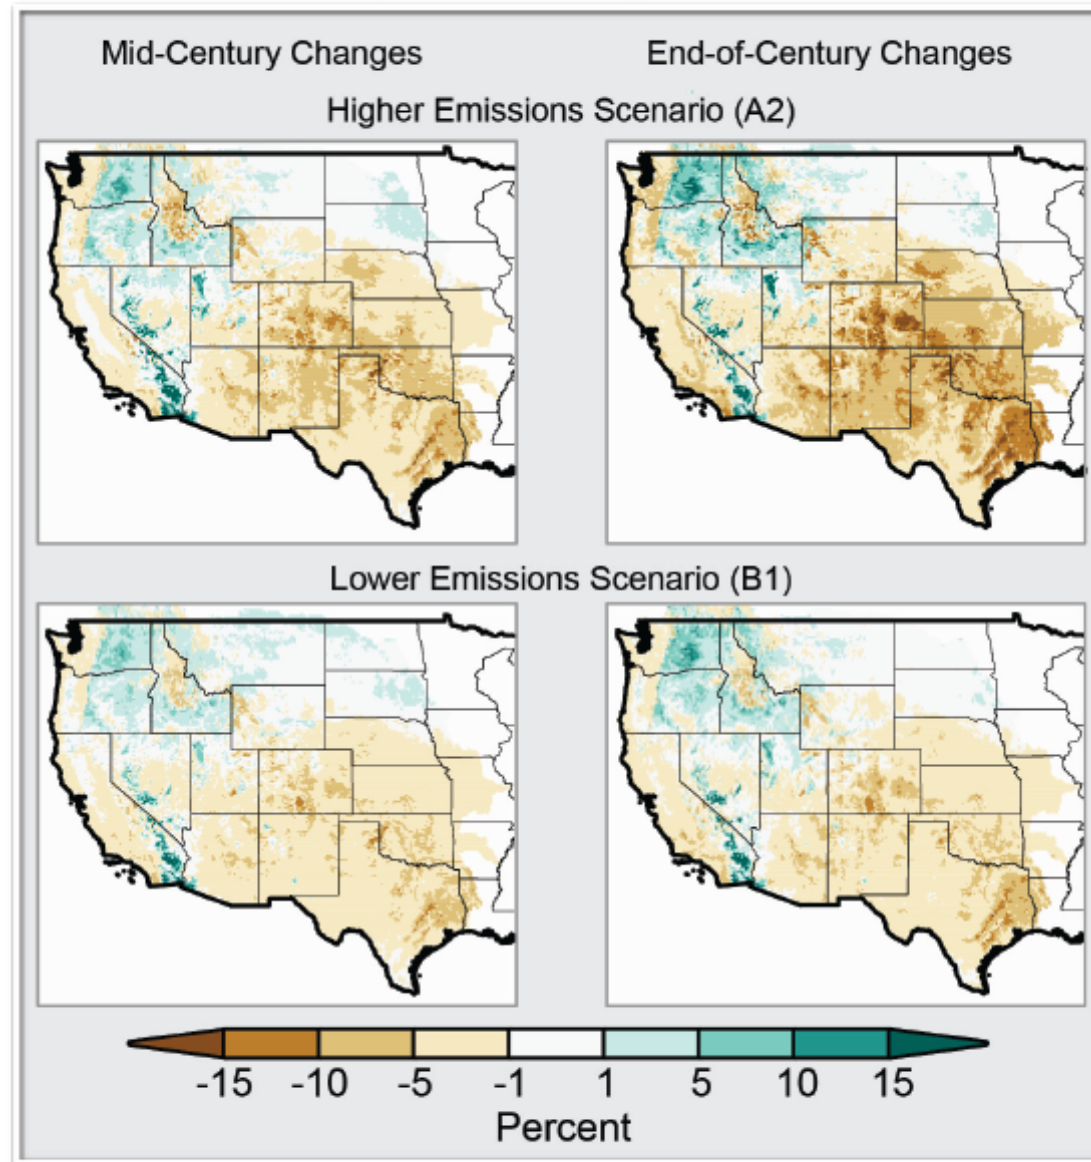 Mid-Century Changes End-of-Century Changes
Higher Emissions Scenario (A2)
Lower Emissions Scenario (B1)
-15 -10 -5 -1 1 5 10 15
Percent